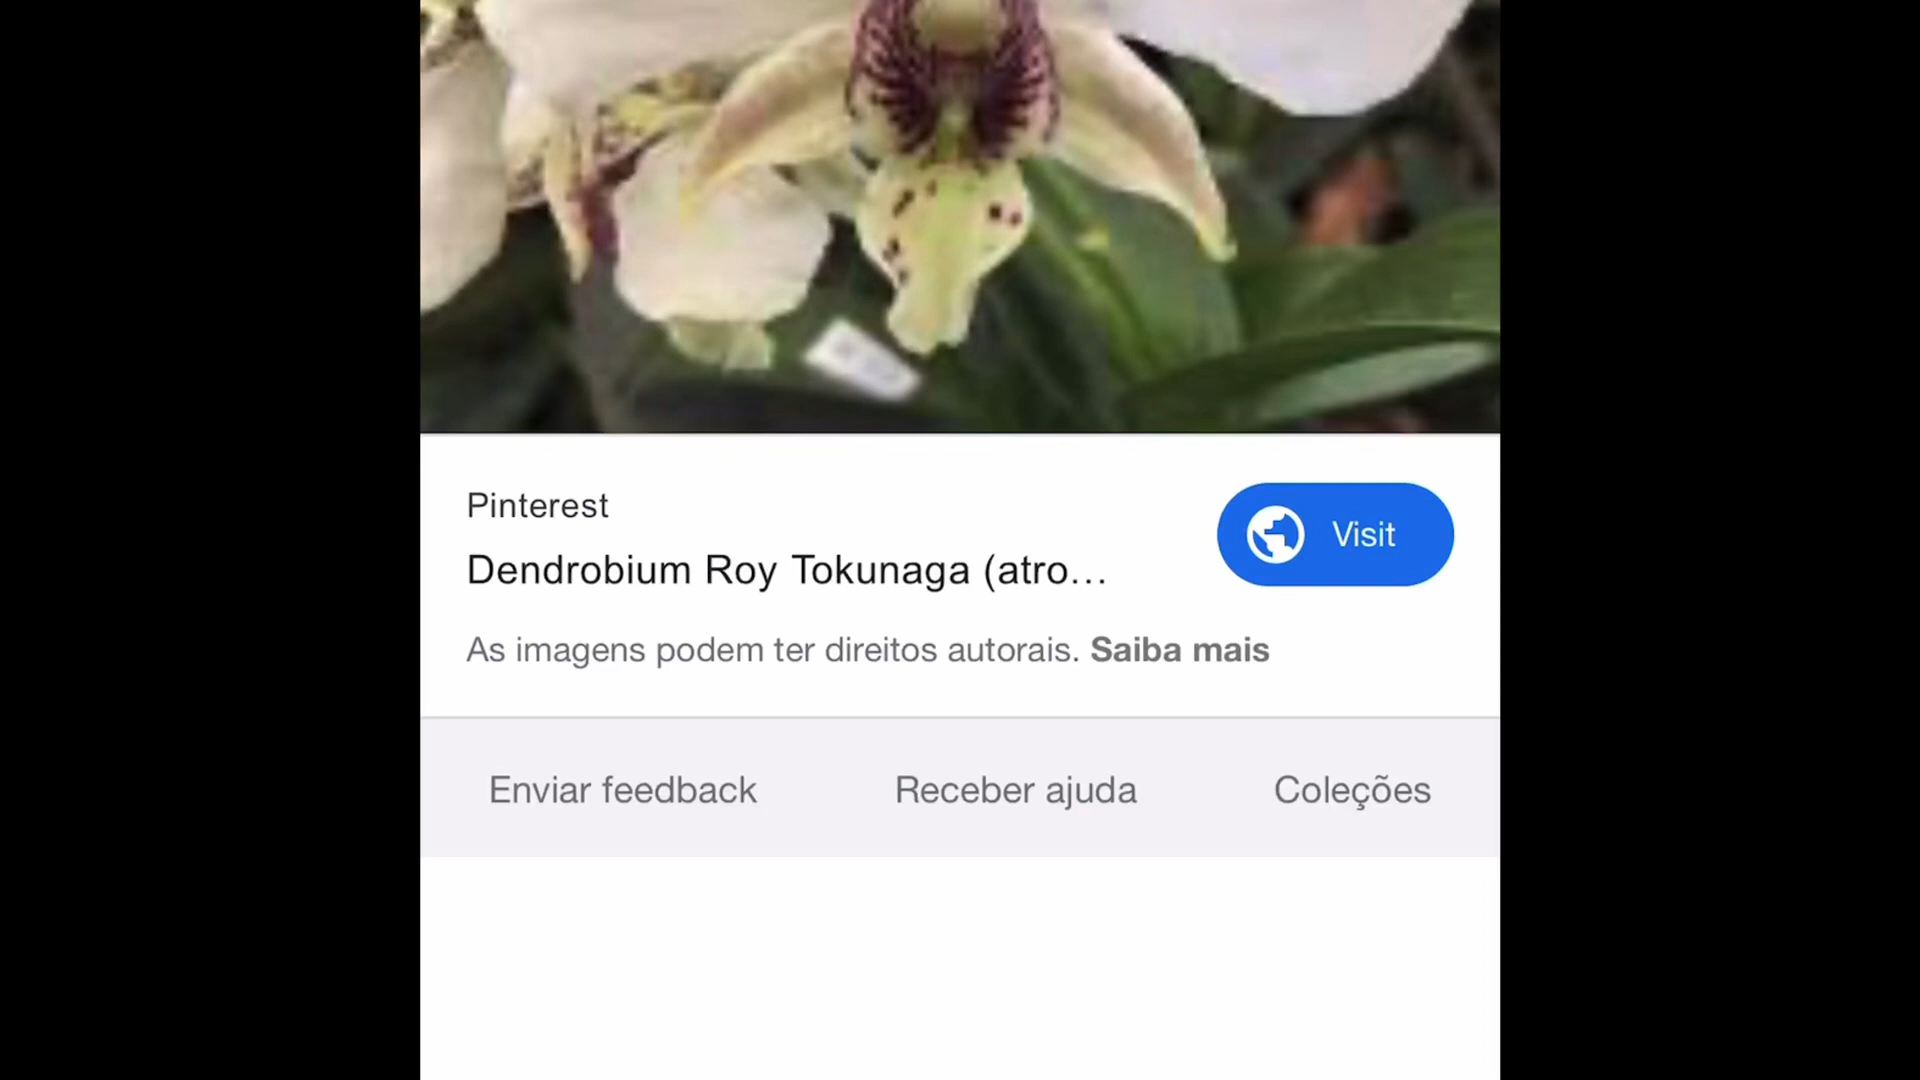 Pinterest
Visit
Dendrobium Roy Tokunaga (atro...
As imagens podem ter direitos autorais. Saiba mais
Enviar feedback Receber ajuda Coleções